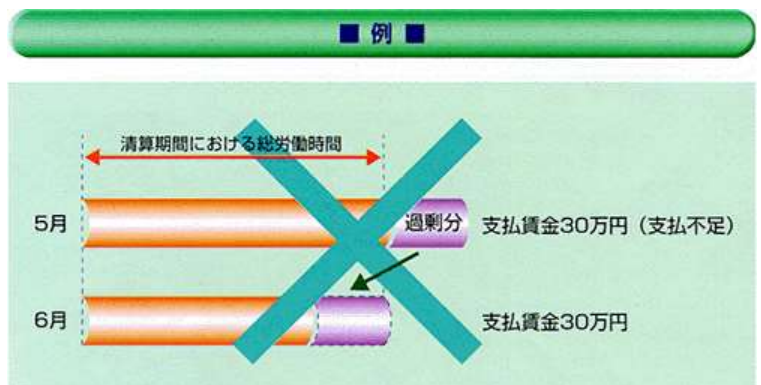 ■ 例 ■
清算期間における総労働時間
5月
過剰分
支払賃金30万円（支払不足）
6月
支払賃金30万円